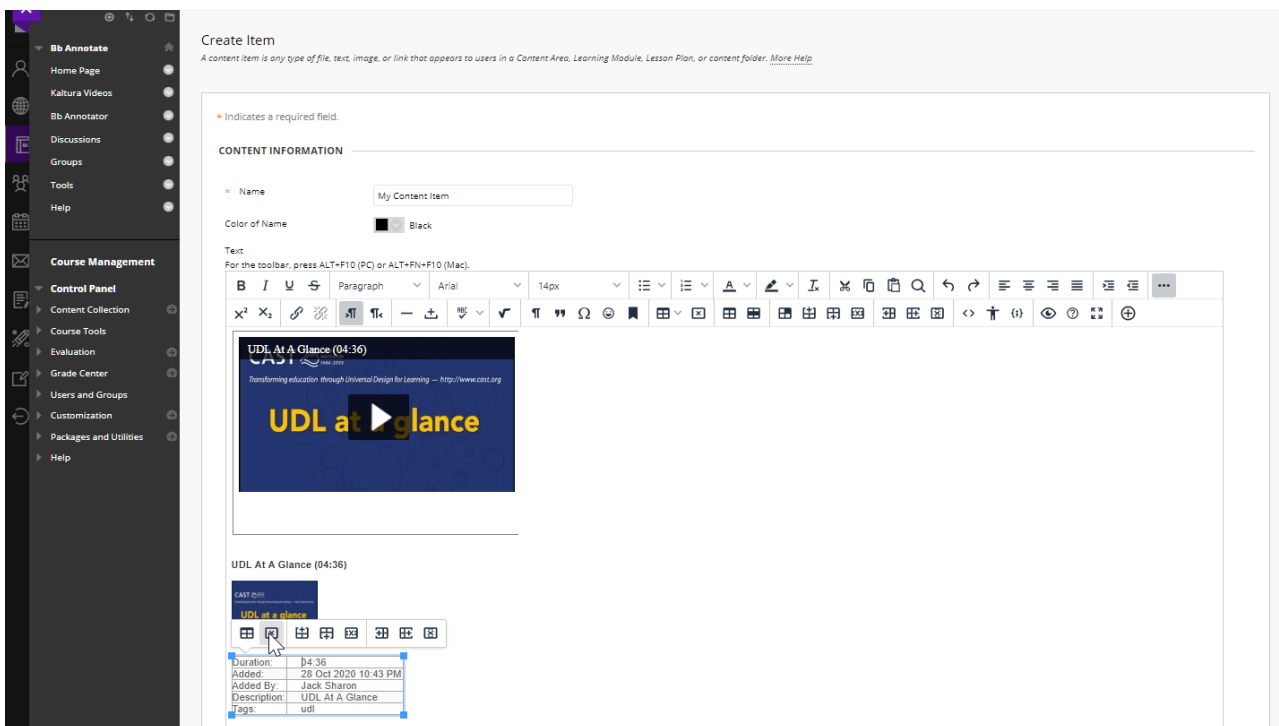 Bb Annotate
Home Page
Kaltura Videos
Bb Annotator
Discussions
Groups
Tools
Help
Course Management
Control Panel
Content Collection
Course Tools
Evaluation
Grade Center
Users and Groups
Customization
Packages and Utilities
Help
Create Item
A content item is any type of file, text, image, or link that appears to users in a Content Area, Learning Module, Lesson Plan, or content folder. More Help
* Indicates a required field.
CONTENT INFORMATION
* Name
My Content Item
Color of Name
Black
Text
For the toolbar, press ALT+F10 (PC) or ALT+FN+F10 (Mac).
B I U S Paragraph Arial 14px
UDL At A Glance (04:36)
CAST
Transforming education through Universal Design for Learning — http://www.cast.org
UDL at a glance
UDL At A Glance (04:36)
CAST
UDL at a glance
Duration: 04:36
Added: 28 Oct 2020 10:43 PM
Added By: Jack Sharon
Description: UDL At A Glance
Tags: udl